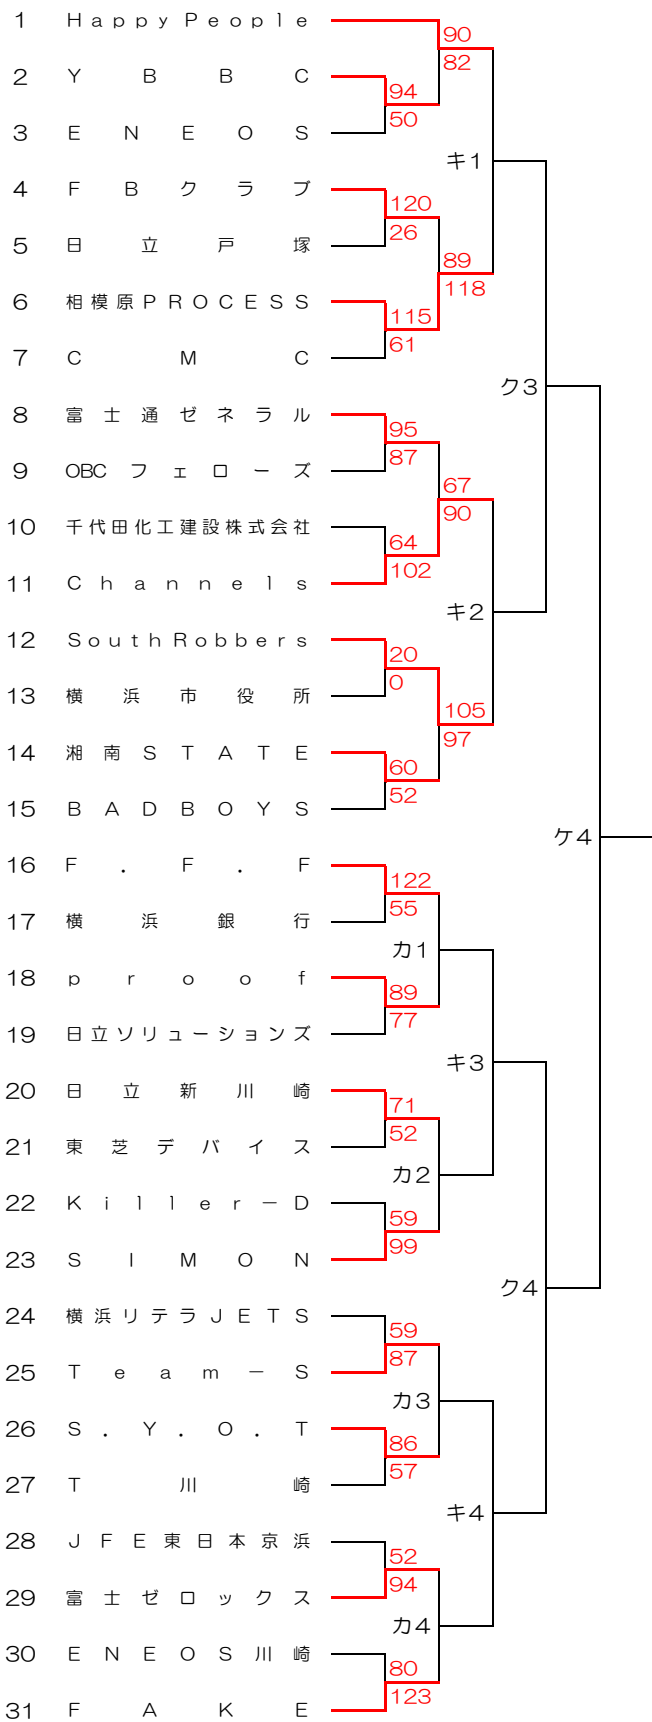 1 Happy People
90
82
2 YBBC
94
50
3 ENEOS
キ1
4 FBクラブ
120
26
5 日立戸塚
89
118
6 相模原PROCESS
115
61
7 CMC
ク3
8 富士通ゼネラル
95
87
9 OBCフェローズ
67
90
10 千代田化工建設株式会社
64
102
11 Channels
キ2
12 SouthRobbers
20
0
13 横浜市役所
105
97
14 湘南STATE
60
52
15 BADBOYS
ケ4
16 F.F.F
122
55
17 横浜銀行
カ1
18 proof
89
77
19 日立ソリューションズ
キ3
20 日立新川崎
71
52
21 東芝デバイス
カ2
22 Killer-D
59
99
23 SIMON
ク4
24 横浜リテラJETS
59
87
25 Team-S
カ3
26 S.Y.O.T
86
57
27 T川崎
キ4
28 JFE東日本京浜
52
94
29 富士ゼロックス
カ4
30 ENEOS川崎
80
123
31 FAKE